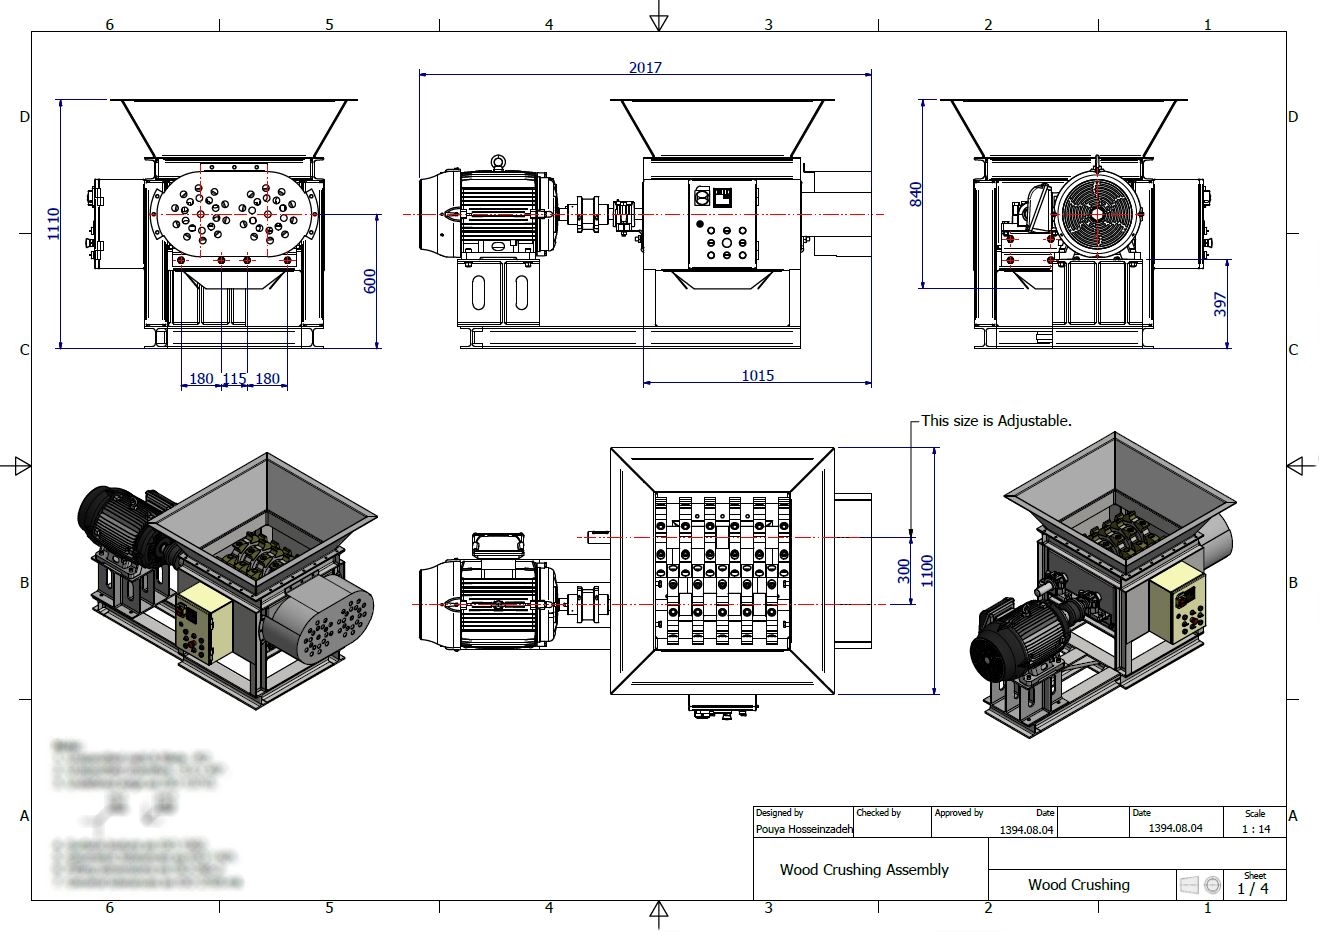 6 5 4 3 2 1
D D
2017
1110
600
180 115 180
1015
840
397
C C
This size is Adjustable.
300
1100
B B
A A
Designed by Checked by Approved by Date Date Scale
Pouya Hosseinzadeh 1394.08.04 1394.08.04 1 : 14
Wood Crushing Assembly
Wood Crushing
Sheet
1 / 4
6 5 4 3 2 1